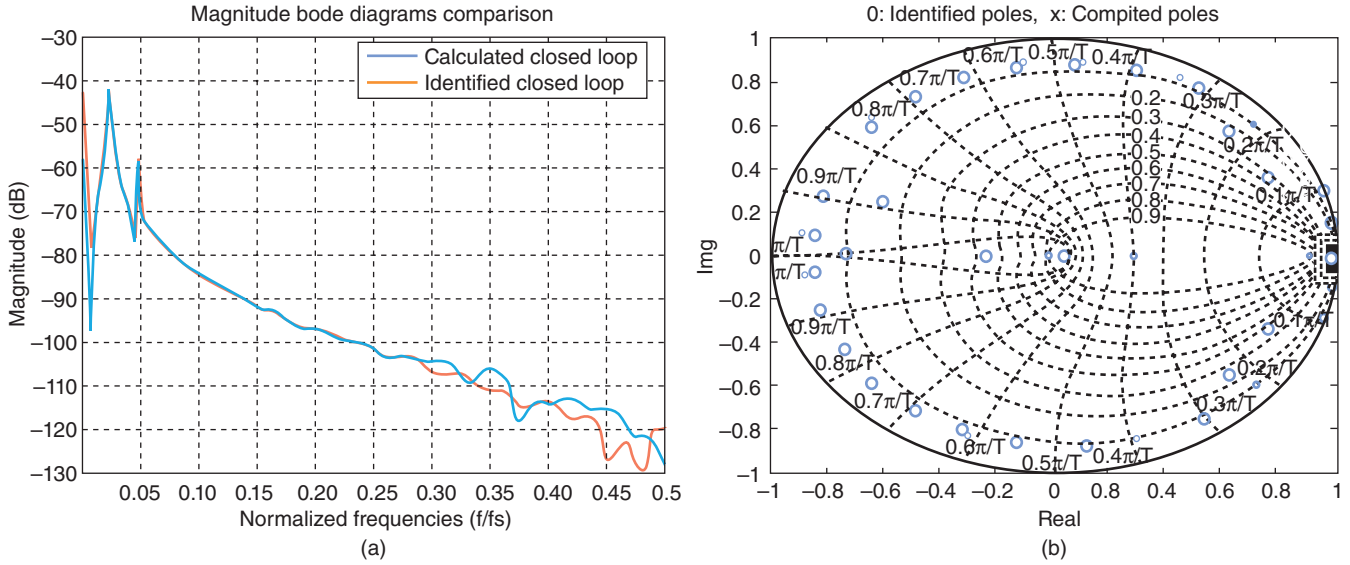 Magnitude bode diagrams comparison
−30
−40
−50
−60
−70
−80
−90
−100
−110
−120
−130
Magnitude (dB)
Calculated closed loop
Identified closed loop
0.05 0.10 0.15 0.20 0.25 0.30 0.35 0.40 0.45 0.5
Normalized frequencies (f/fs)
(a)
0: Identified poles, x: Compited poles
1
0.8
0.6
0.4
0.2
0
−0.2
−0.4
−0.6
−0.8
−1
Img
0.6π/T 0.5π/T 0.4π/T
0.7π/T 0.3π/T
0.8π/T 0.2π/T
0.9π/T 0.1π/T
π/T
π/T
0.2
0.3
0.4
0.5
0.6
0.7
0.8
0.9
0.9π/T 0.1π/T
0.8π/T 0.2π/T
0.7π/T 0.3π/T
0.6π/T 0.5π/T 0.4π/T
−1 −0.8 −0.6 −0.4 −0.2 0 0.8 0.4 0.6 0.8 1
Real
(b)